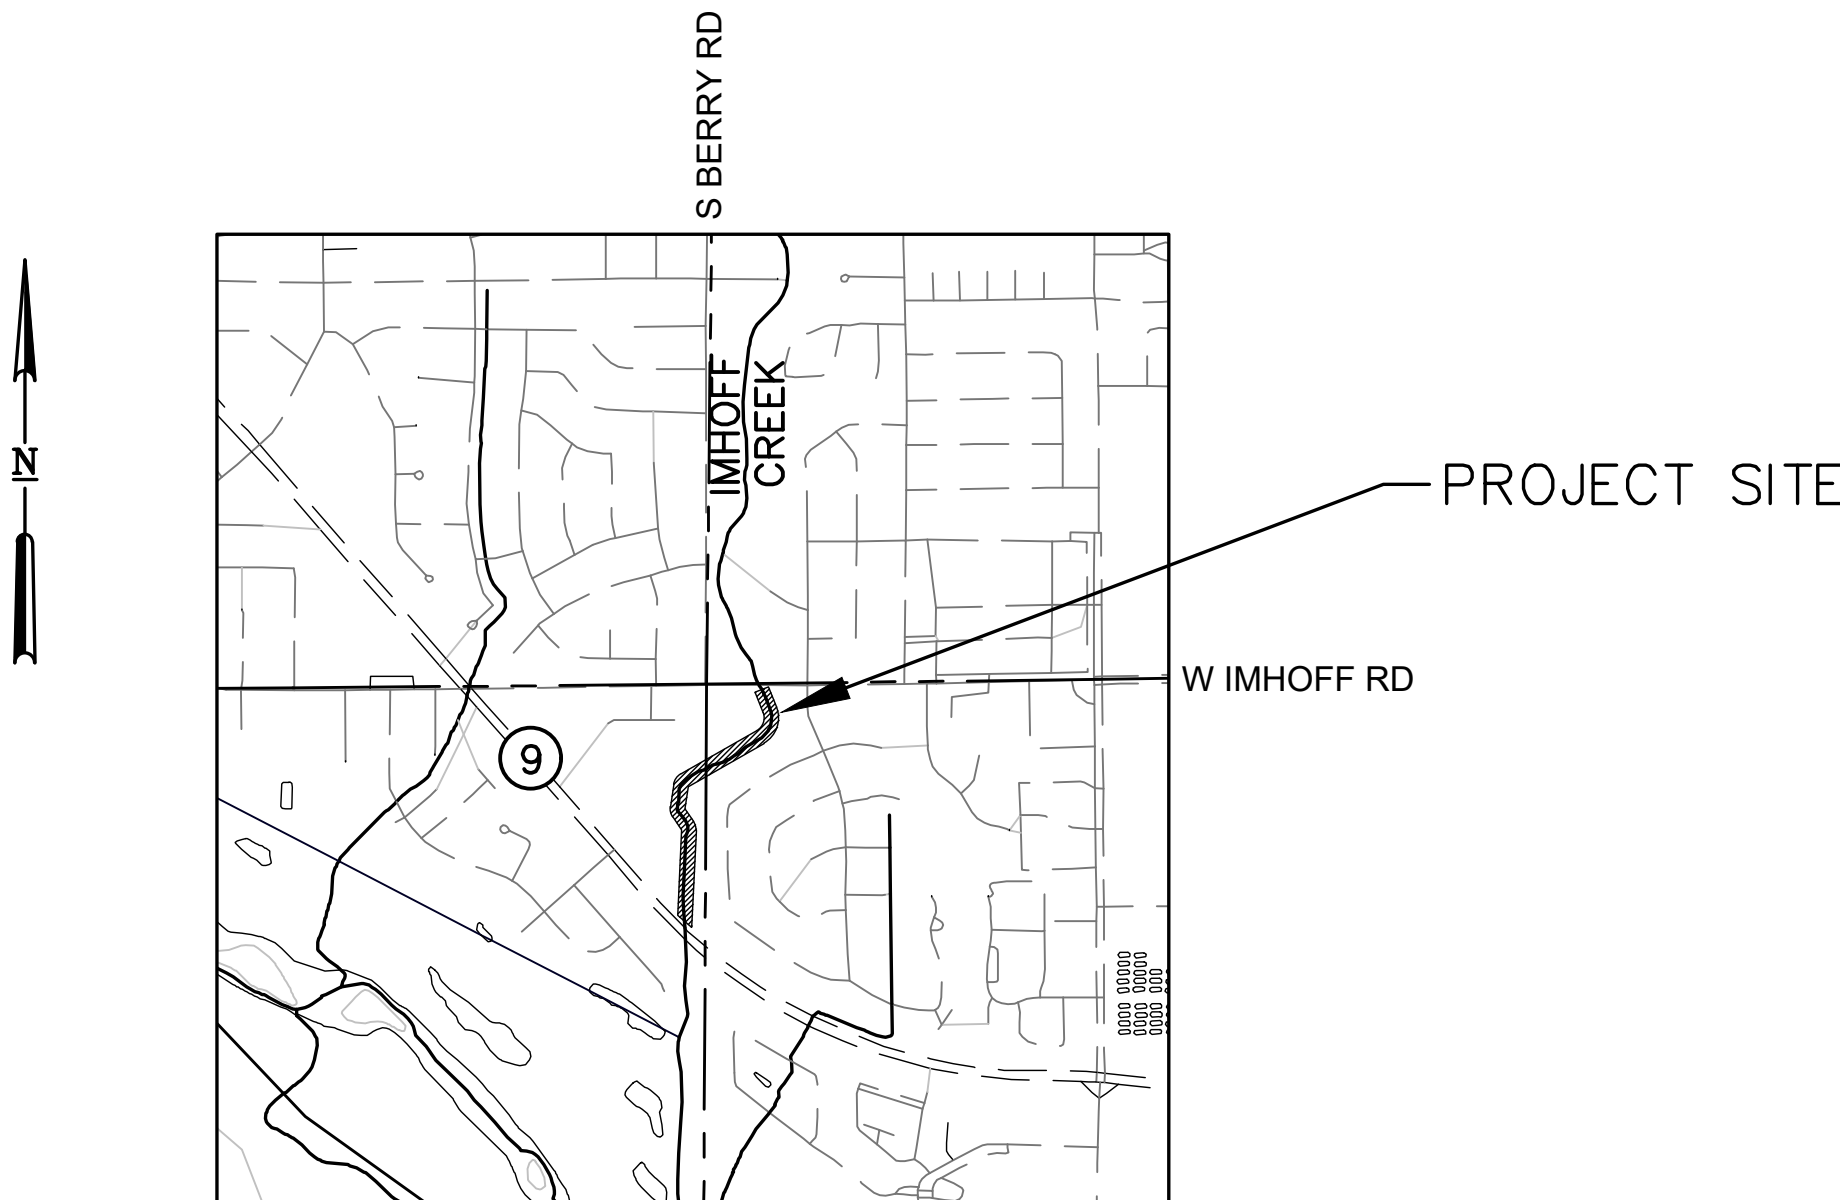 S BERRY RD
IMHOFF
CREEK
N
PROJECT SITE
W IMHOFF RD
9